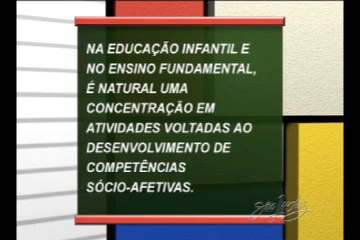 NA EDUCAÇÃO INFANTIL E
NO ENSINO FUNDAMENTAL,
É NATURAL UMA
CONCENTRAÇÃO EM
ATIVIDADES VOLTADAS AO
DESENVOLVIMENTO DE
COMPETÊNCIAS
SÓCIO-AFETIVAS.